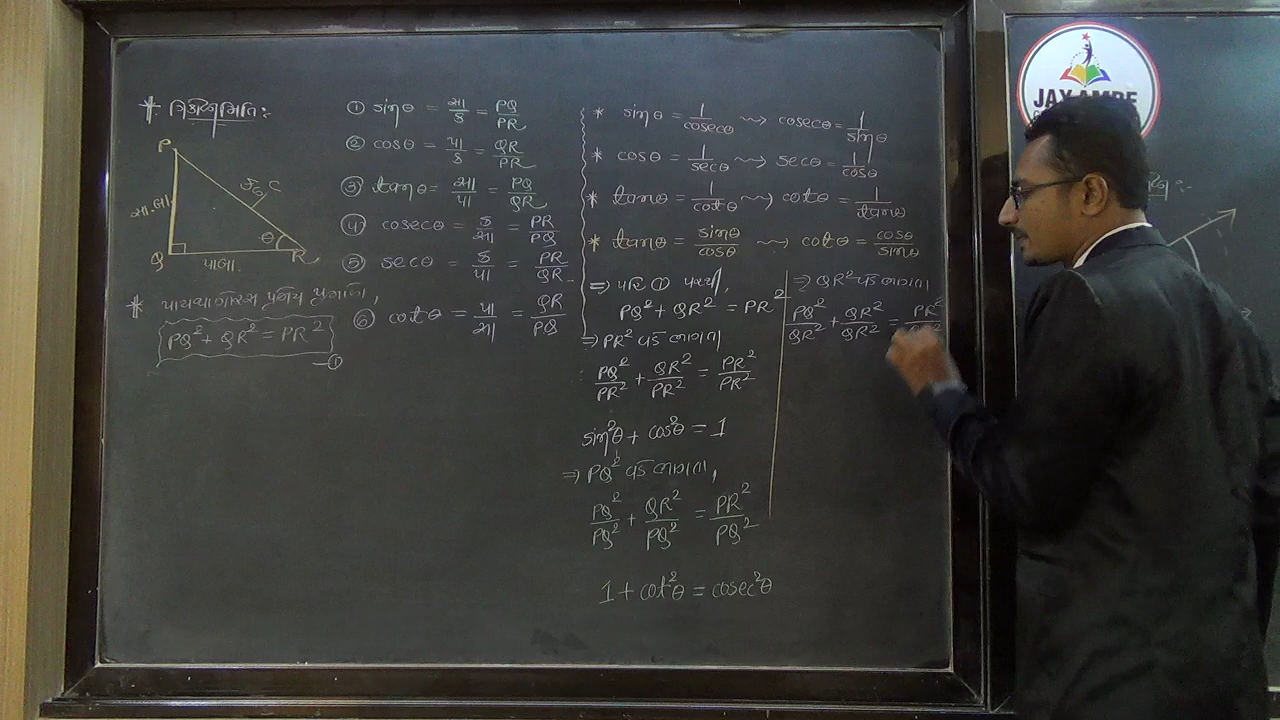 * ત્રિકોણમિતિ :-
P
સા.બા.
કર્ણ
θ
Q
પા.બા.
R
* પાયથાગોરસ પ્રમેય પ્રમાણે,
PQ² + QR² = PR²
—①
① sinθ = સા/ક = PQ/PR
② cosθ = પા/ક = QR/PR
③ tanθ = સા/પા = PQ/QR
④ cosecθ = ક/સા = PR/PQ
⑤ secθ = ક/પા = PR/QR
⑥ cotθ = પા/સા = QR/PQ
* sinθ = 1/cosecθ ⇝ cosecθ = 1/sinθ
* cosθ = 1/secθ ⇝ secθ = 1/cosθ
* tanθ = 1/cotθ ⇝ cotθ = 1/tanθ
* tanθ = sinθ/cosθ ⇝ cotθ = cosθ/sinθ
⇒ પરિ ① પરથી,
PQ² + QR² = PR²
⇒ PR² વડે ભાગતા
PQ²/PR² + QR²/PR² = PR²/PR²
sin²θ + cos²θ = 1
⇒ PQ² વડે ભાગતા,
PQ²/PQ² + QR²/PQ² = PR²/PQ²
1 + cot²θ = cosec²θ
⇒ QR² વડે ભાગતા
PQ²/QR² + QR²/QR² = PR²
JAY AMBE